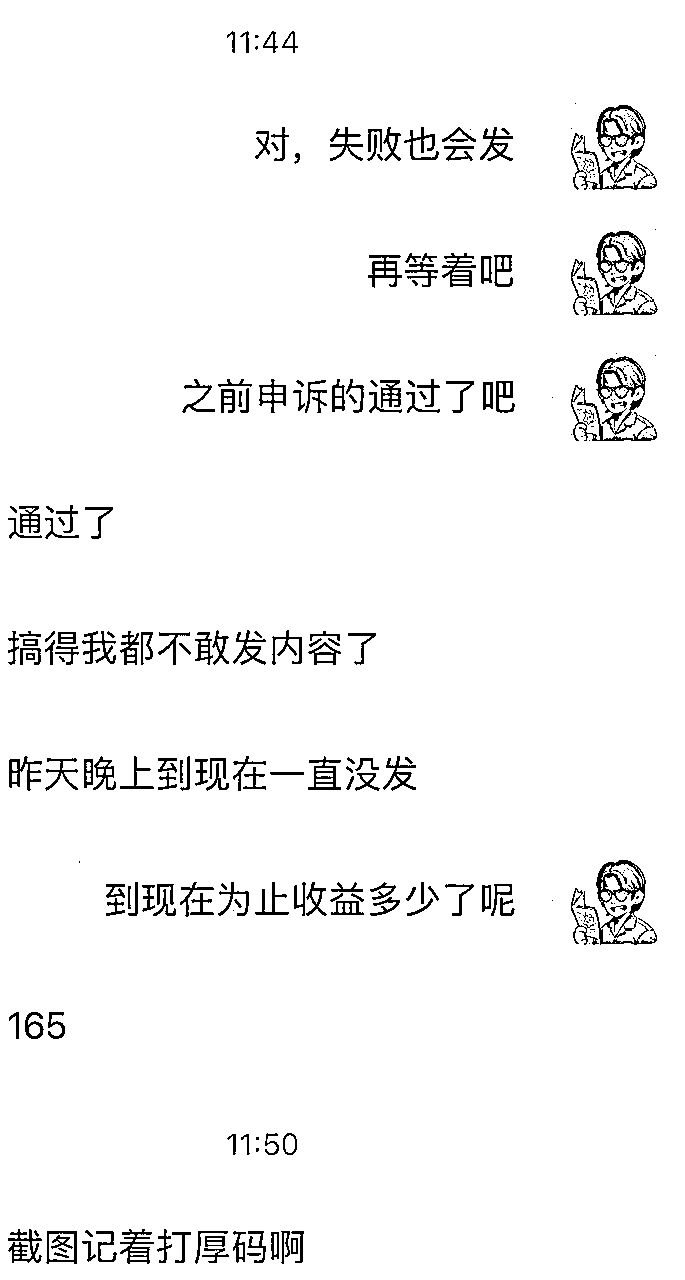 11:44
对，失败也会发
再等着吧
之前申诉的通过了吧
通过了
搞得我都不敢发内容了
昨天晚上到现在一直没发
到现在为止收益多少了呢
165
11:50
截图记着打厚码啊